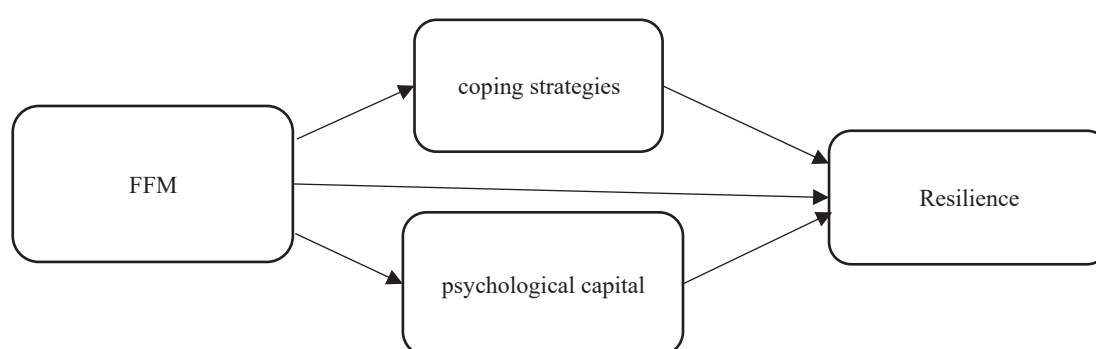 coping strategies
FFM
Resilience
psychological capital